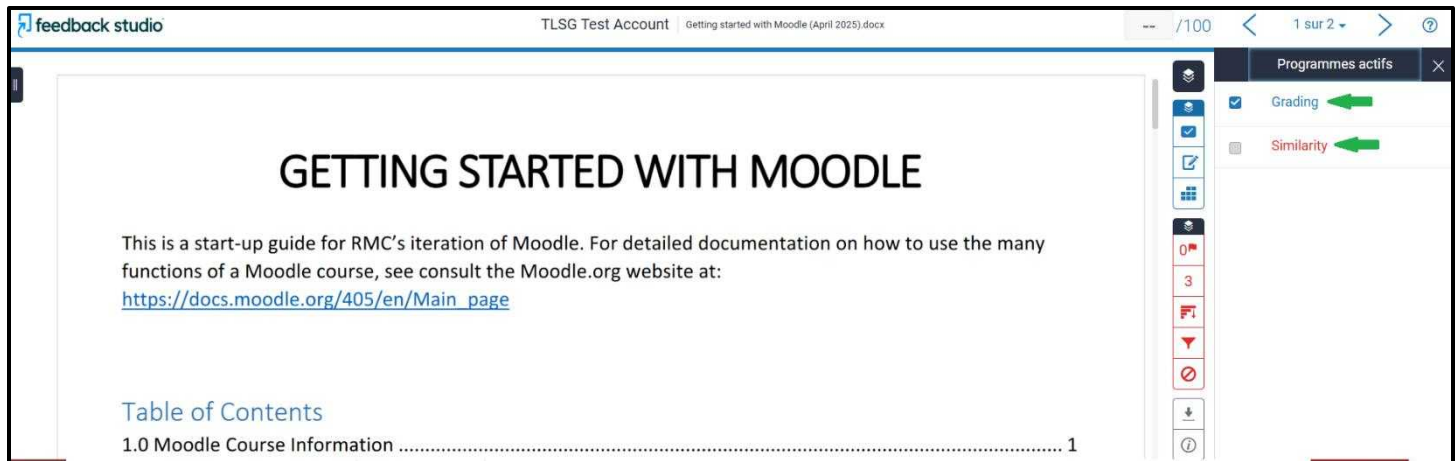 feedback studio
TLSG Test Account Getting started with Moodle (April 2025).docx
-- /100
1 sur 2
?
Programmes actifs
Grading
Similarity
GETTING STARTED WITH MOODLE
This is a start-up guide for RMC's iteration of Moodle. For detailed documentation on how to use the many
functions of a Moodle course, see consult the Moodle.org website at:
https://docs.moodle.org/405/en/Main_page
Table of Contents
1.0 Moodle Course Information ........................................................................................................ 1
0
3
i